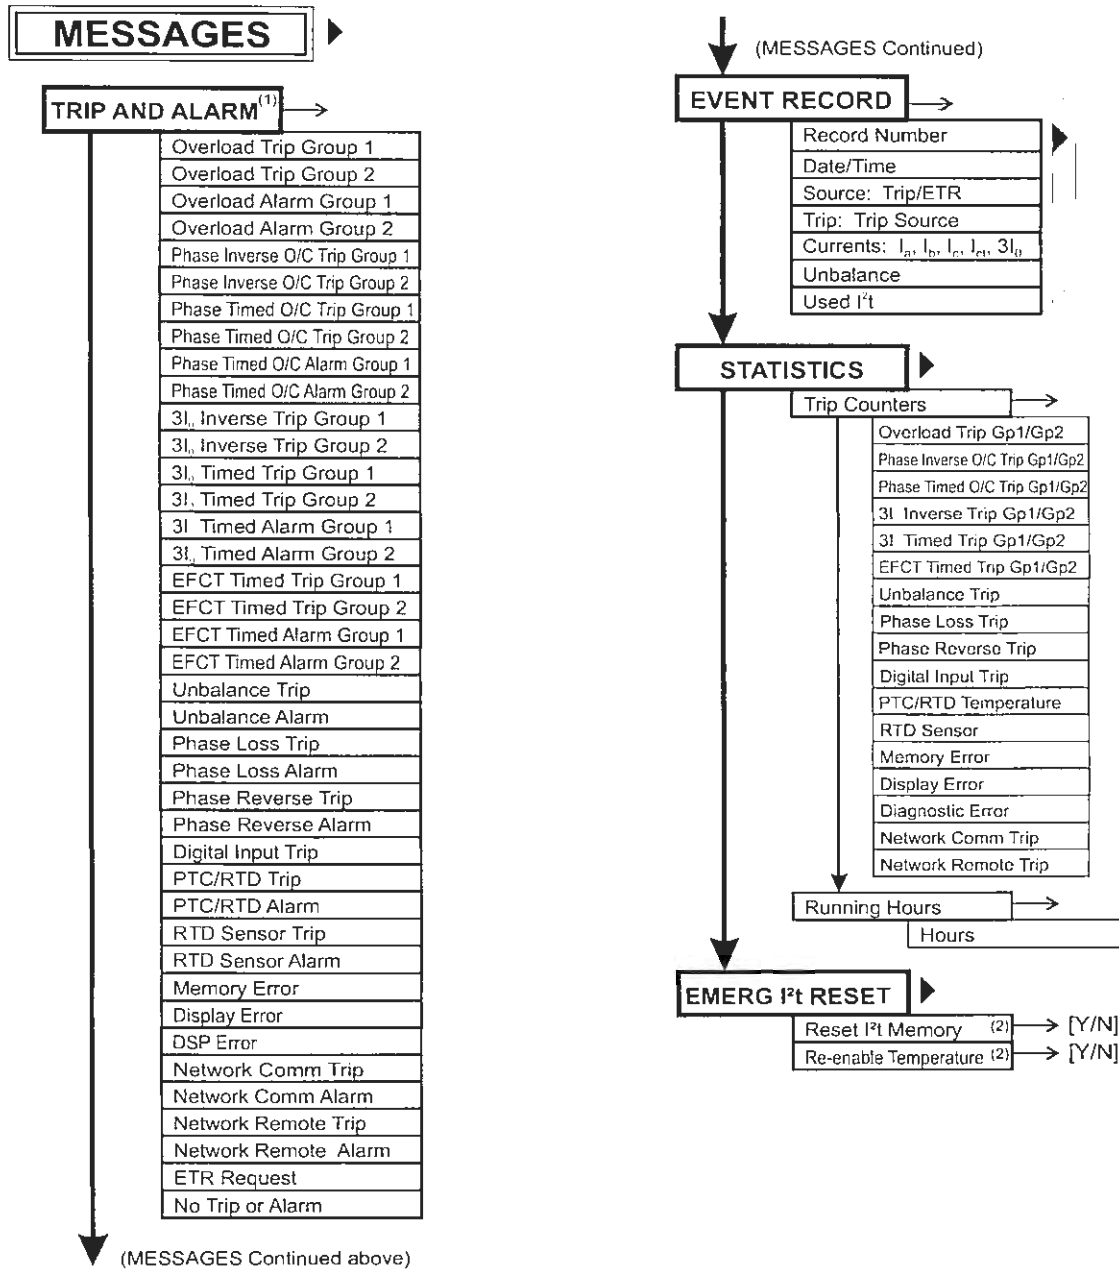 MESSAGES
TRIP AND ALARM(1)
Overload Trip Group 1
Overload Trip Group 2
Overload Alarm Group 1
Overload Alarm Group 2
Phase Inverse O/C Trip Group 1
Phase Inverse O/C Trip Group 2
Phase Timed O/C Trip Group 1
Phase Timed O/C Trip Group 2
Phase Timed O/C Alarm Group 1
Phase Timed O/C Alarm Group 2
3I₀ Inverse Trip Group 1
3I₀ Inverse Trip Group 2
3I₀ Timed Trip Group 1
3I₀ Timed Trip Group 2
3I Timed Alarm Group 1
3I₀ Timed Alarm Group 2
EFCT Timed Trip Group 1
EFCT Timed Trip Group 2
EFCT Timed Alarm Group 1
EFCT Timed Alarm Group 2
Unbalance Trip
Unbalance Alarm
Phase Loss Trip
Phase Loss Alarm
Phase Reverse Trip
Phase Reverse Alarm
Digital Input Trip
PTC/RTD Trip
PTC/RTD Alarm
RTD Sensor Trip
RTD Sensor Alarm
Memory Error
Display Error
DSP Error
Network Comm Trip
Network Comm Alarm
Network Remote Trip
Network Remote Alarm
ETR Request
No Trip or Alarm
(MESSAGES Continued above)
(MESSAGES Continued)
EVENT RECORD
Record Number
Date/Time
Source: Trip/ETR
Trip: Trip Source
Currents: Ia, Ib, Ic, Ict, 3I₀
Unbalance
Used I²t
STATISTICS
Trip Counters
Overload Trip Gp1/Gp2
Phase Inverse O/C Trip Gp1/Gp2
Phase Timed O/C Trip Gp1/Gp2
3I Inverse Trip Gp1/Gp2
3I Timed Trip Gp1/Gp2
EFCT Timed Trip Gp1/Gp2
Unbalance Trip
Phase Loss Trip
Phase Reverse Trip
Digital Input Trip
PTC/RTD Temperature
RTD Sensor
Memory Error
Display Error
Diagnostic Error
Network Comm Trip
Network Remote Trip
Running Hours
Hours
EMERG I²t RESET
Reset I²t Memory (2) [Y/N]
Re-enable Temperature (2) [Y/N]